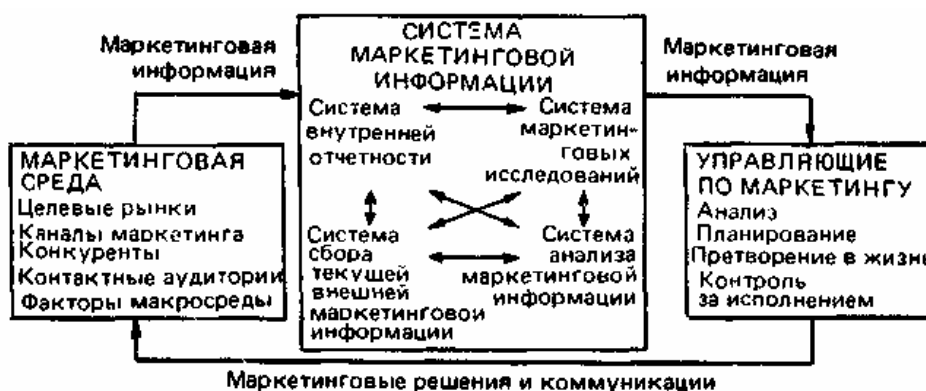 Маркетинговая
информация
СИСТЕМА
МАРКЕТИНГОВОЙ
ИНФОРМАЦИИ
Маркетинговая
информация
Система
внутренней
отчетности
Система
маркетин-
говых
исследований
Система
сбора
текущей
внешней
маркетинговой
информации
Система
анализа
маркетинговой
информации
МАРКЕТИНГОВАЯ
СРЕДА
Целевые рынки
Каналы маркетинга
Конкуренты
Контактные аудитории
Факторы макросреды
УПРАВЛЯЮЩИЕ
ПО МАРКЕТИНГУ
Анализ
Планирование
Претворение в жизнь
Контроль
за исполнением
Маркетинговые решения и коммуникации